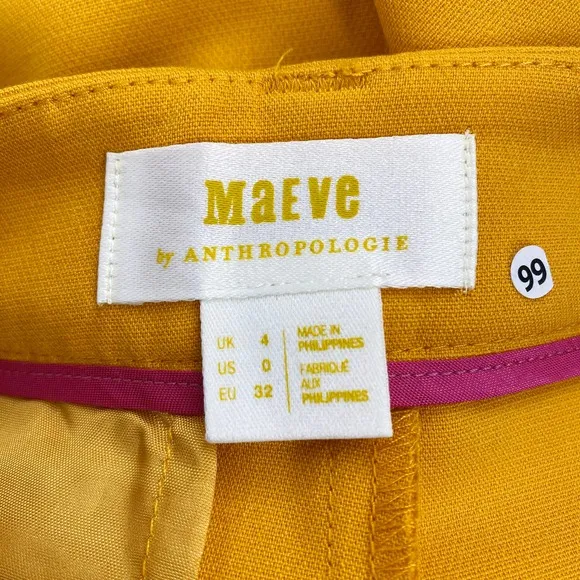 MaEve
by ANTHROPOLOGIE
99
UK 4
US 0
EU 32
MADE IN
PHILIPPINES
FABRIQUÉ
AUX
PHILIPPINES